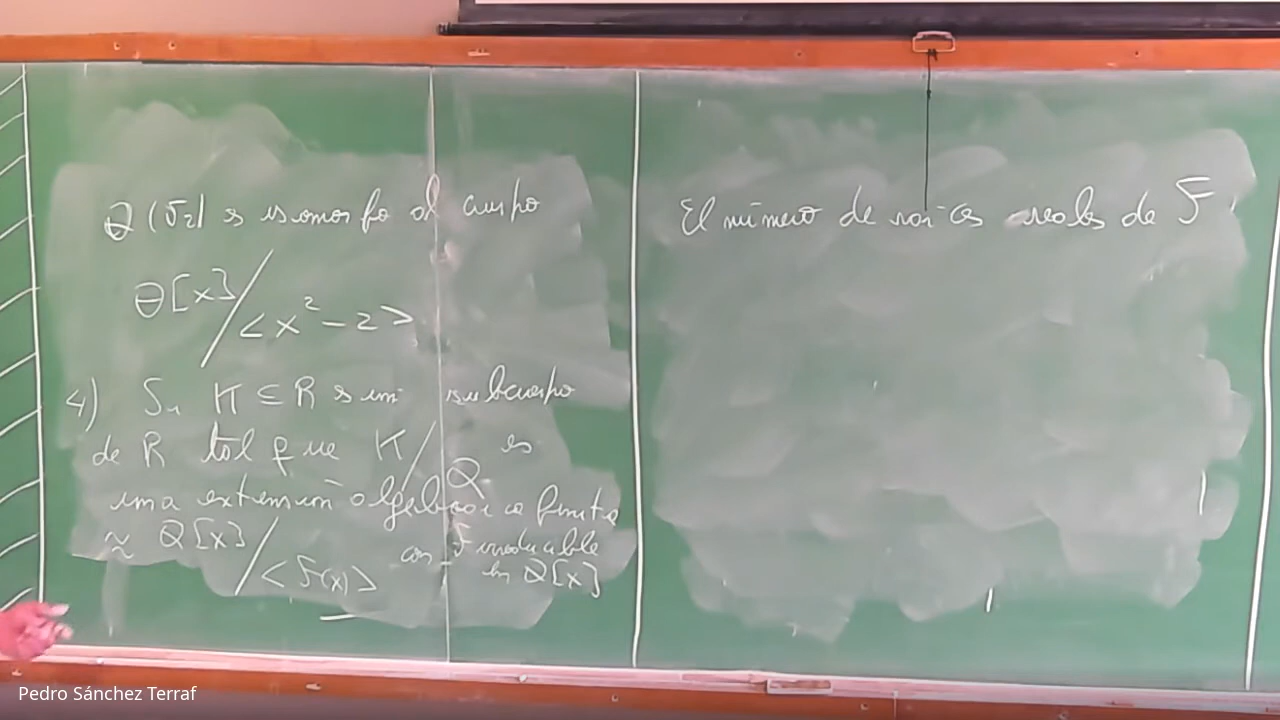 Q(√2) es isomorfo al cuerpo
Q[x]/<x²-2>
4) Si K ⊆ R es un subcuerpo
de R tal que K/Q es
una extensión algebraica finita
≈ Q[x]/<F(x)> con F irreducible
en Q[x]
El número de raíces reales de F
Pedro Sánchez Terraf